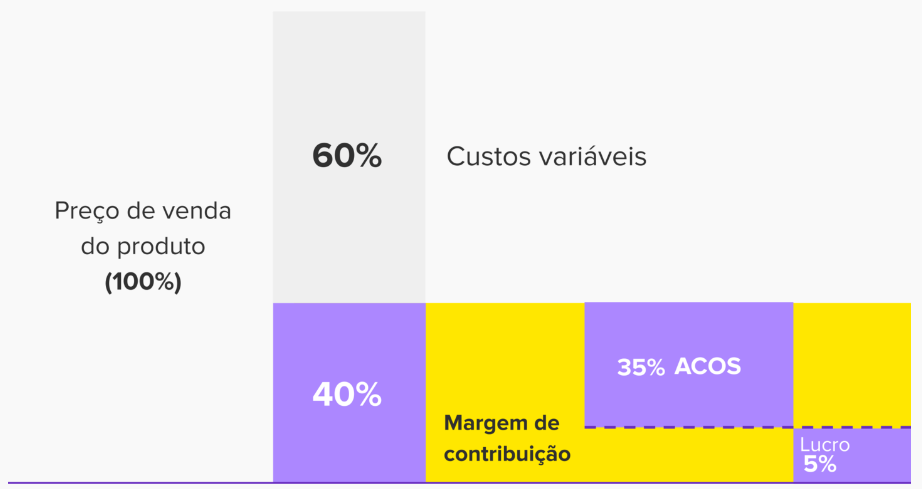 60%
Custos variáveis
Preço de venda
do produto
(100%)
40%
35% ACOS
Margem de
contribuição
Lucro
5%